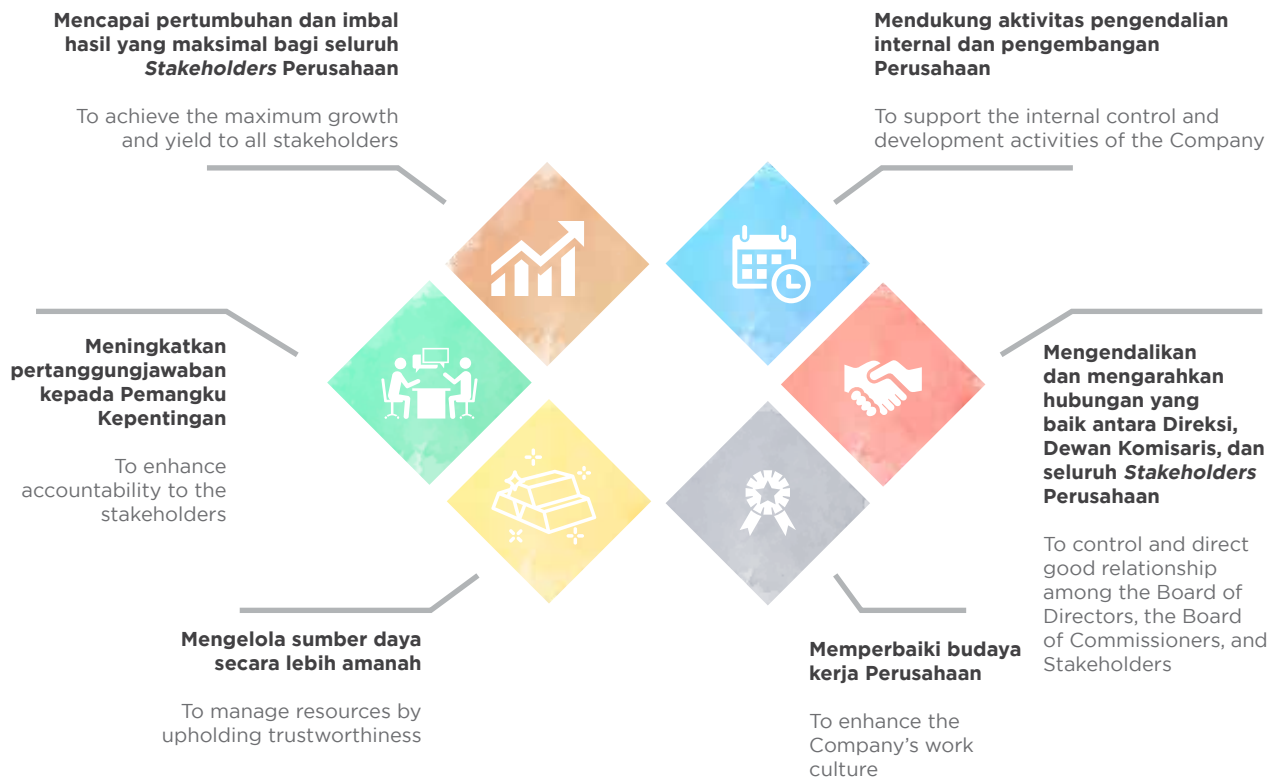 Mencapai pertumbuhan dan imbal
hasil yang maksimal bagi seluruh
Stakeholders Perusahaan
To achieve the maximum growth
and yield to all stakeholders
Mendukung aktivitas pengendalian
internal dan pengembangan
Perusahaan
To support the internal control and
development activities of the Company
Meningkatkan
pertanggungjawaban
kepada Pemangku
Kepentingan
To enhance
accountability to the
stakeholders
Mengendalikan
dan mengarahkan
hubungan yang
baik antara Direksi,
Dewan Komisaris, dan
seluruh Stakeholders
Perusahaan
To control and direct
good relationship
among the Board of
Directors, the Board
of Commissioners, and
Stakeholders
Mengelola sumber daya
secara lebih amanah
To manage resources by
upholding trustworthiness
Memperbaiki budaya
kerja Perusahaan
To enhance the
Company’s work
culture